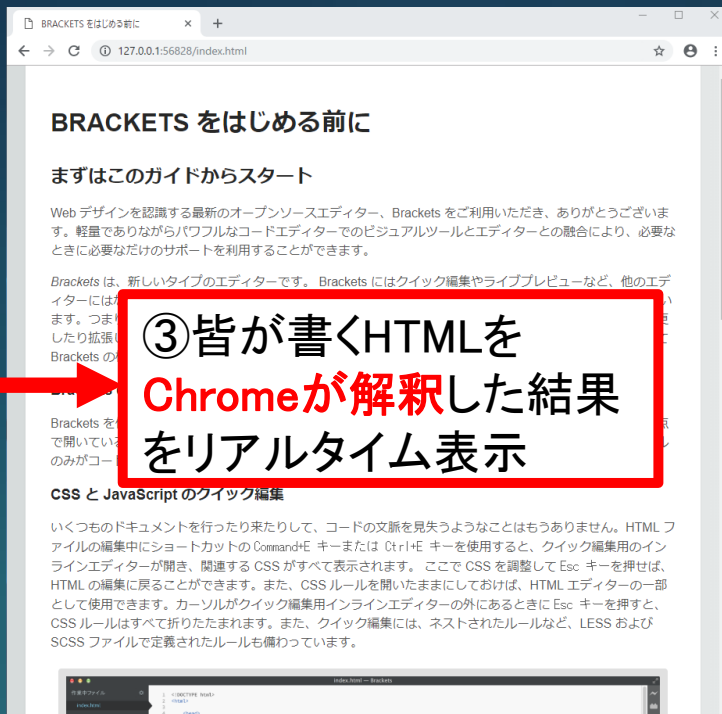 BRACKETS をはじめる前に
127.0.0.1:56828/index.html
BRACKETS をはじめる前に
まずはこのガイドからスタート
Web デザインを認識する最新のオープンソースエディター、Brackets をご利用いただき、ありがとうございま
す。軽量でありながらパワフルなコードエディターでのビジュアルツールとエディターとの融合により、必要な
ときに必要なだけのサポートを利用することができます。
Brackets は、新しいタイプのエディターです。 Brackets にはクイック編集やライブプレビューなど、他のエデ
ィターには
ます。つまり
したり拡張し
Brackets の
③皆が書くHTMLを
Chromeが解釈した結果
をリアルタイム表示
Brackets を
で開いている
のみがコード
CSS と JavaScript のクイック編集
いくつものドキュメントを行ったり来たりして、コードの文脈を見失うようなことはもうありません。HTML フ
ァイルの編集中にショートカットの Command+E キーまたは Ctrl+E キーを使用すると、クイック編集用のイン
ラインエディターが開き、関連する CSS がすべて表示されます。 ここで CSS を調整して Esc キーを押せば、
HTML の編集に戻ることができます。また、CSS ルールを開いたままにしておけば、HTML エディターの一部
として使用できます。カーソルがクイック編集用インラインエディターの外にあるときに Esc キーを押すと、
CSS ルールはすべて折りたたまれます。また、クイック編集には、ネストされたルールなど、LESS および
SCSS ファイルで定義されたルールも備わっています。
index.html — Brackets
作業中ファイル
index.html
1 <!DOCTYPE html>
2 <html>
3
4 <head>